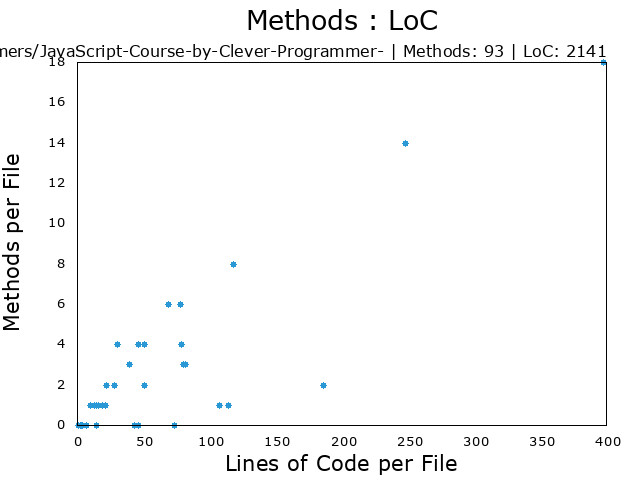 Methods : LoC
mers/JavaScript-Course-by-Clever-Programmer- | Methods: 93 | LoC: 2141
18
16
14
12
10
8
6
4
2
0
0 50 100 150 200 250 300 350 400
Methods per File
Lines of Code per File